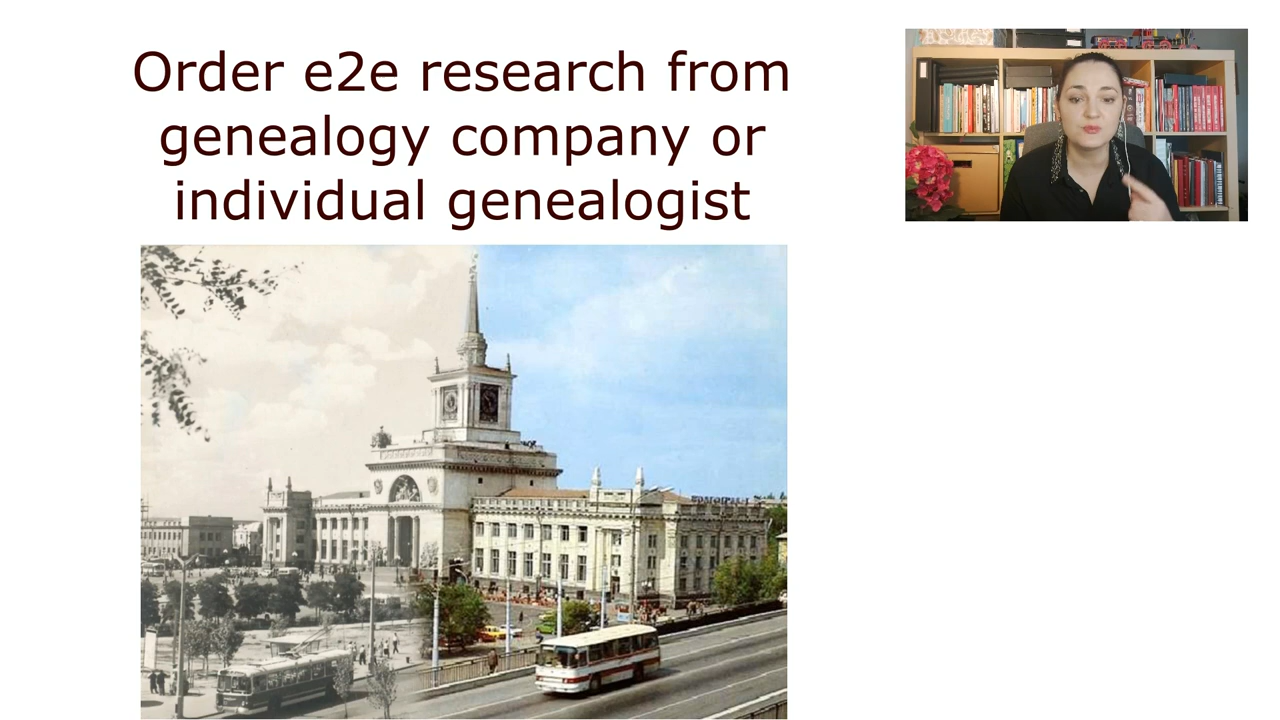 Order e2e research from
genealogy company or
individual genealogist